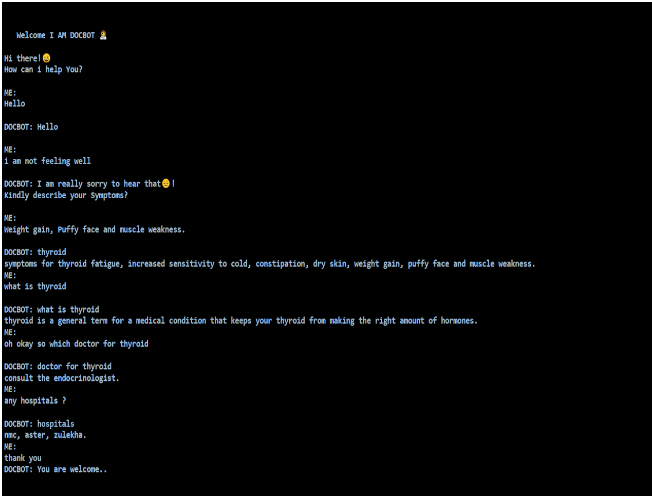 Welcome I AM DOCBOT 👩‍⚕️
Hi there!😊
How can i help You?
ME:
Hello
DOCBOT: Hello
ME:
i am not feeling well
DOCBOT: I am really sorry to hear that😔!
Kindly describe your Symptoms?
ME:
Weight gain, Puffy face and muscle weakness.
DOCBOT: thyroid
symptoms for thyroid fatigue, increased sensitivity to cold, constipation, dry skin, weight gain, puffy face and muscle weakness.
ME:
what is thyroid
DOCBOT: what is thyroid
thyroid is a general term for a medical condition that keeps your thyroid from making the right amount of hormones.
ME:
oh okay so which doctor for thyroid
DOCBOT: doctor for thyroid
consult the endocrinologist.
ME:
any hospitals ?
DOCBOT: hospitals
nmc, aster, zulekha.
ME:
thank you
DOCBOT: You are welcome..